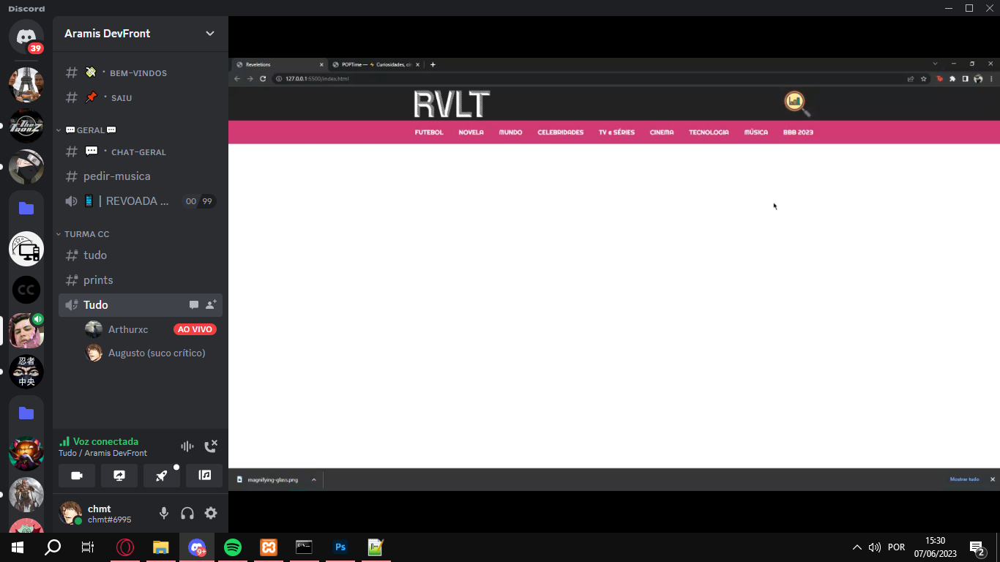 Discord
39
Aramis DevFront
BEM-VINDOS
SAIU
GERAL
CHAT-GERAL
pedir-musica
| REVOADA ...
00 99
TURMA CC
tudo
prints
Tudo
Arthurxc
AO VIVO
Augusto (suco crítico)
CC
忍者
中央
Voz conectada
Tudo / Aramis DevFront
chmt
chmt#6995
Reveletions
POPTime — ⚡ Curiosidades, cin
127.0.0.1:5500/index.html
RVLT
FUTEBOL NOVELA MUNDO CELEBRIDADES TV e SÉRIES CINEMA TECNOLOGIA MÚSICA BBB 2023
magnifying-glass.png
Mostrar tudo
9+
Ps
POR
15:30
07/06/2023
2